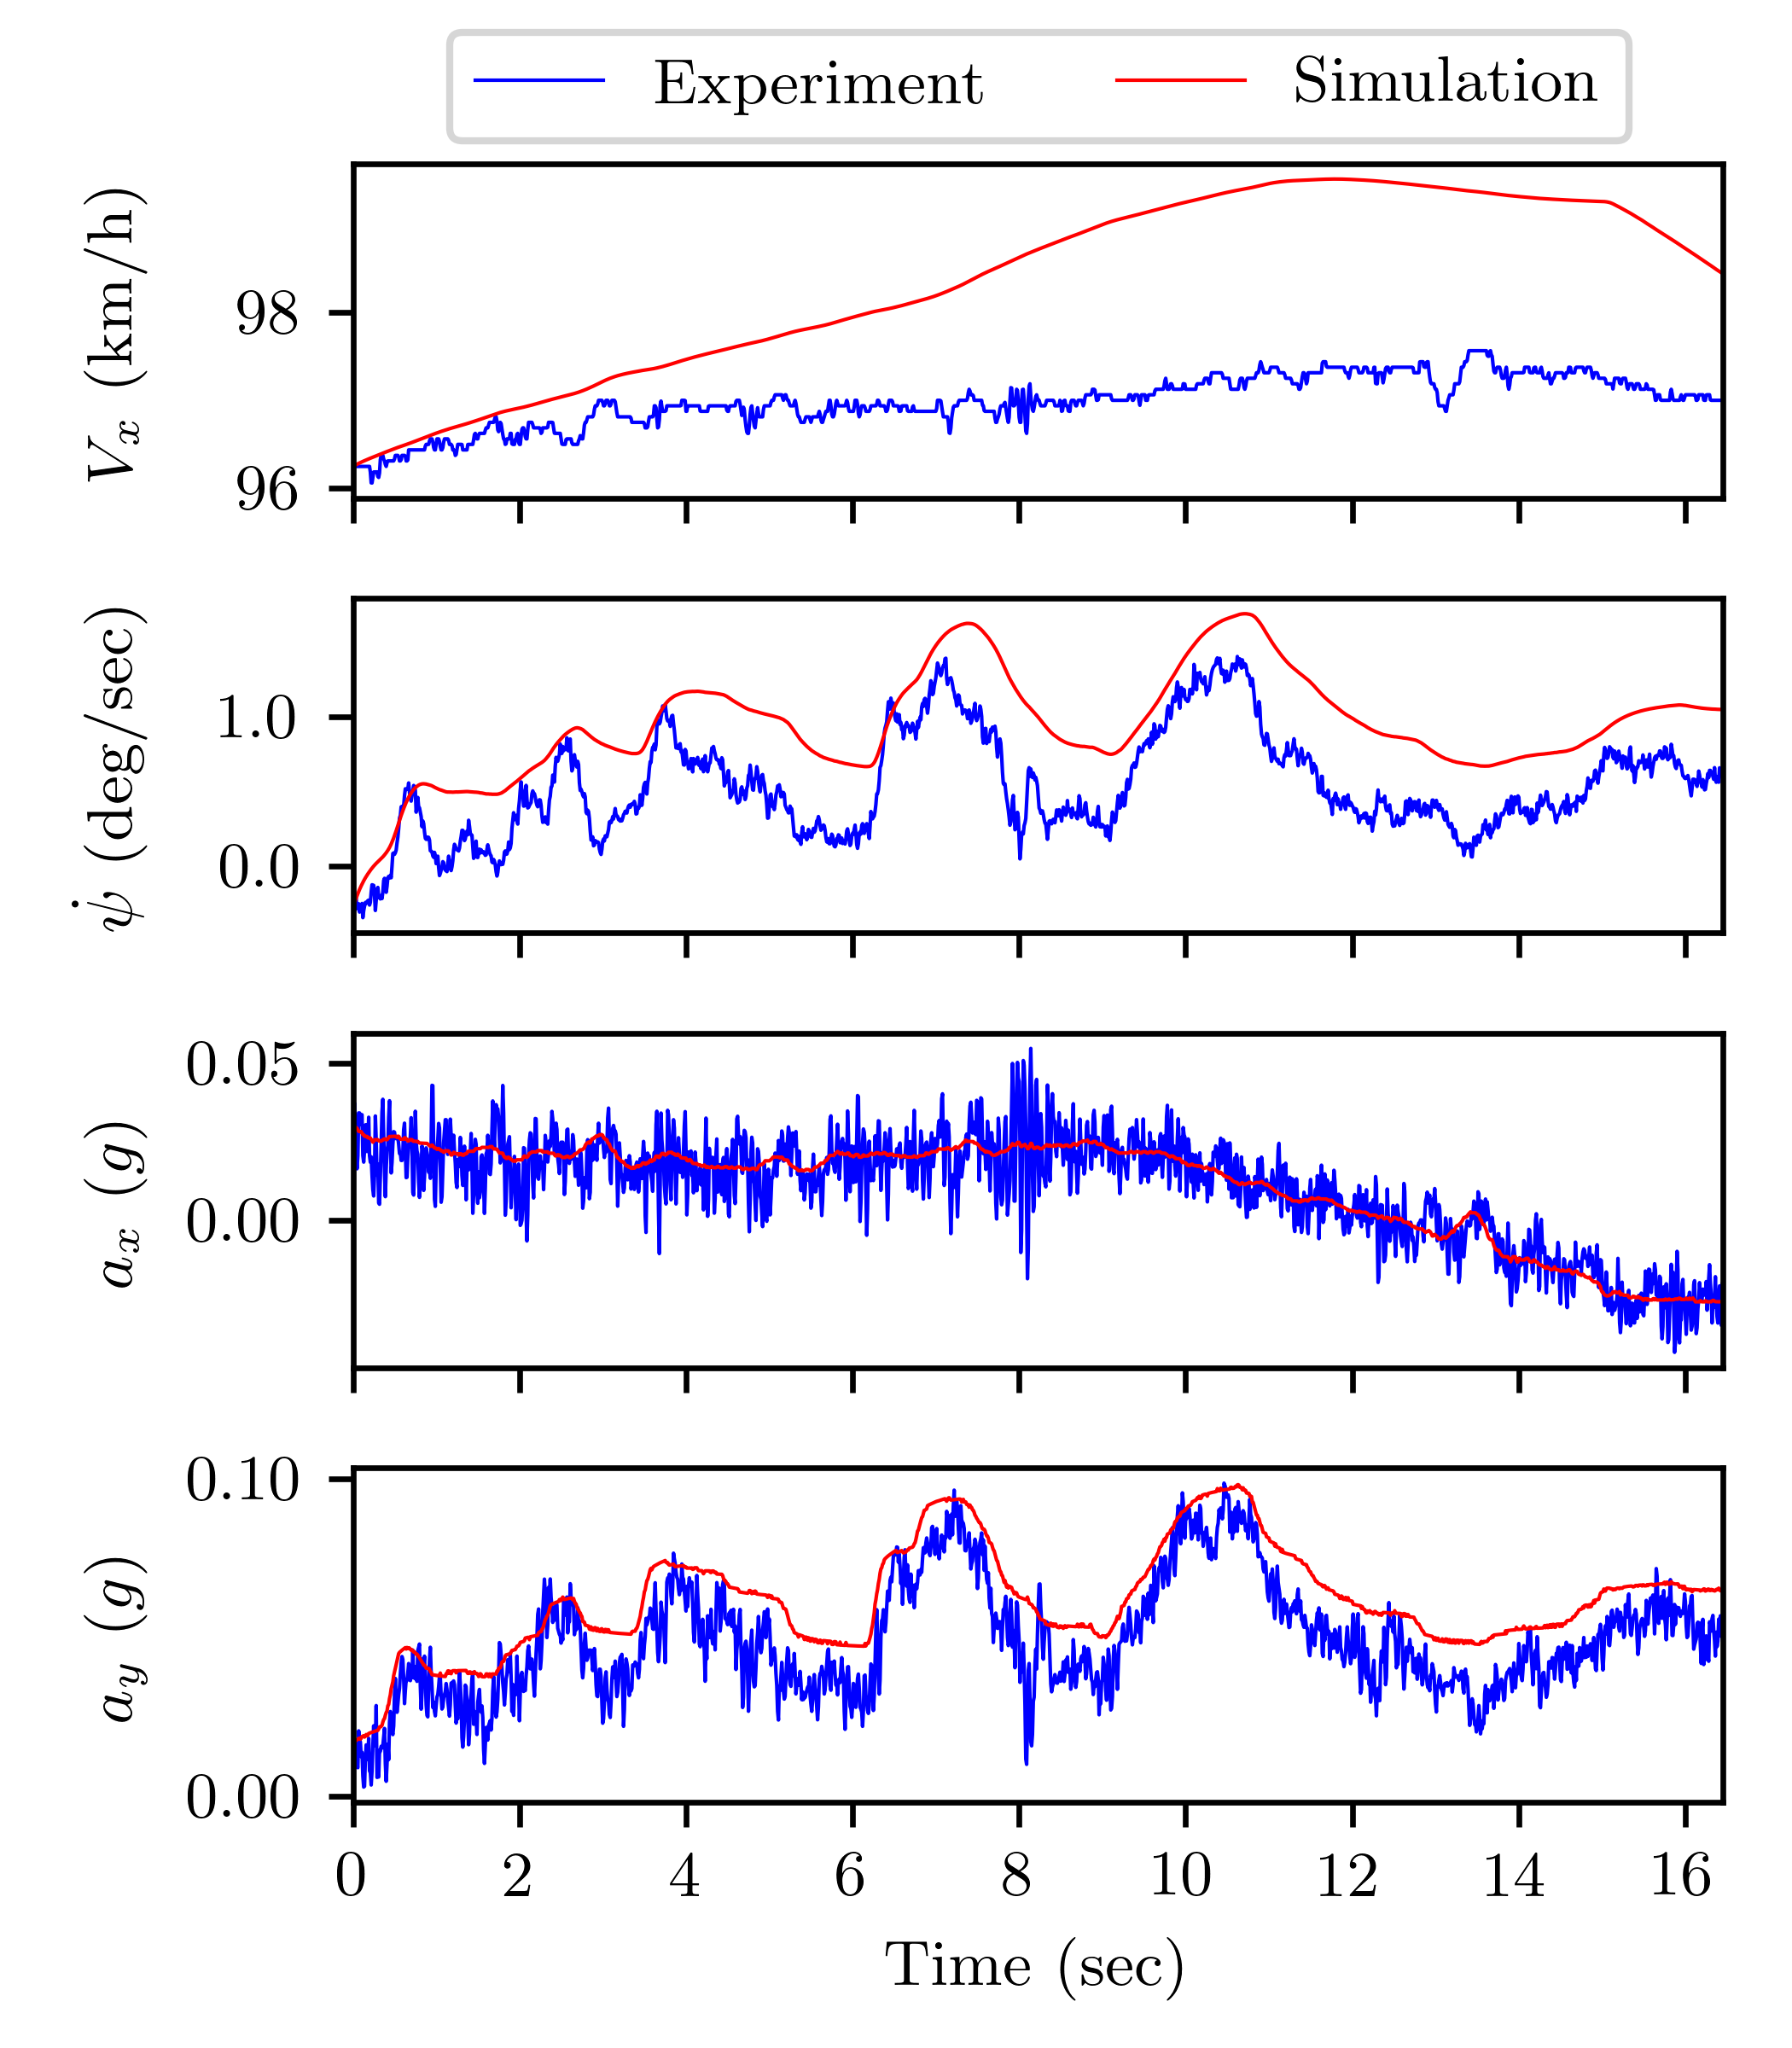 Experiment Simulation
V_x (km/h)
98
96
ψ̇ (deg/sec)
1.0
0.0
a_x (g)
0.05
0.00
a_y (g)
0.10
0.00
0 2 4 6 8 10 12 14 16
Time (sec)